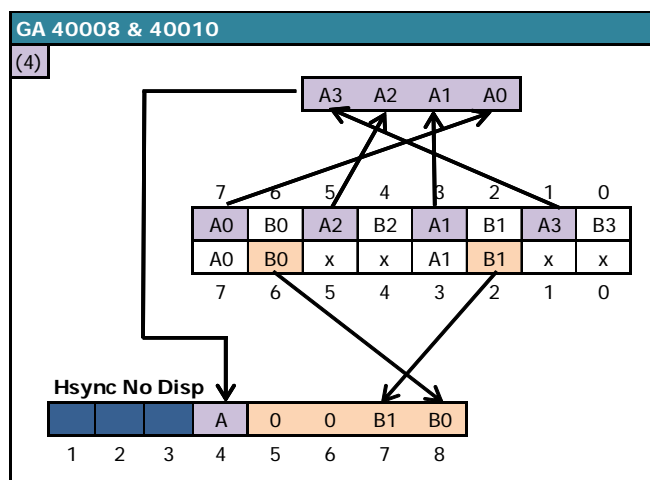 GA 40008 & 40010
(4)
A3 A2 A1 A0
7 6 5 4 3 2 1 0
A0 B0 A2 B2 A1 B1 A3 B3
A0 B0 x x A1 B1 x x
7 6 5 4 3 2 1 0
Hsync No Disp
A 0 0 B1 B0
1 2 3 4 5 6 7 8